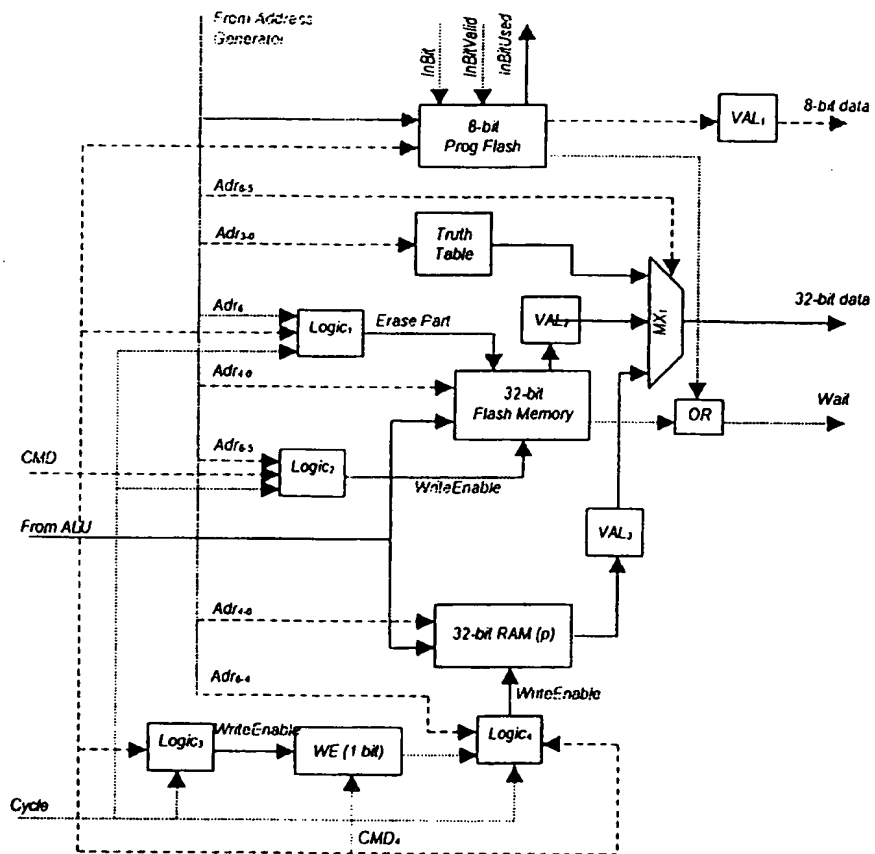 From Address
Generator
InBit
InBitValid
InBitUsed
8-bit
Prog Flash
VAL₁
8-bit data
Adr₆₋₅
Adr₃₋₀
Truth
Table
MX₁
32-bit data
Adr₆
Logic₁
Erase Part
VAL₂
Adr₄₋₀
32-bit
Flash Memory
OR
Wait
Adr₆₋₅
CMD
Logic₂
WriteEnable
From ALU
VAL₃
Adr₄₋₀
32-bit RAM (p)
Adr₆₋₄
WriteEnable
Logic₃
WriteEnable
WE (1 bit)
Logic₄
Cycle
CMD₄